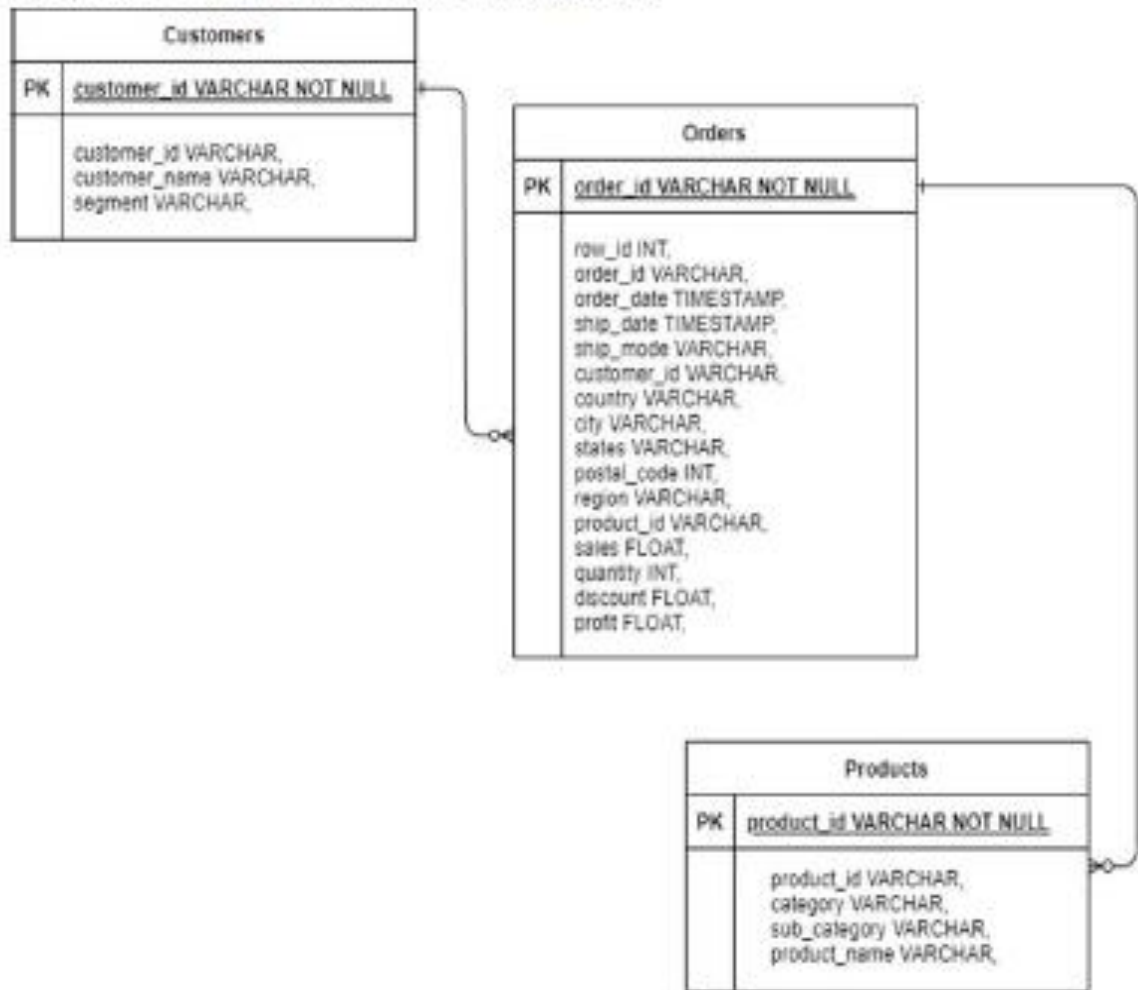 Customers
PK customer_id VARCHAR NOT NULL
customer_id VARCHAR,
customer_name VARCHAR,
segment VARCHAR,
Orders
PK order_id VARCHAR NOT NULL
row_id INT,
order_id VARCHAR,
order_date TIMESTAMP,
ship_date TIMESTAMP,
ship_mode VARCHAR,
customer_id VARCHAR,
country VARCHAR,
city VARCHAR,
states VARCHAR,
postal_code INT,
region VARCHAR,
product_id VARCHAR,
sales FLOAT,
quantity INT,
discount FLOAT,
profit FLOAT,
Products
PK product_id VARCHAR NOT NULL
product_id VARCHAR,
category VARCHAR,
sub_category VARCHAR,
product_name VARCHAR,